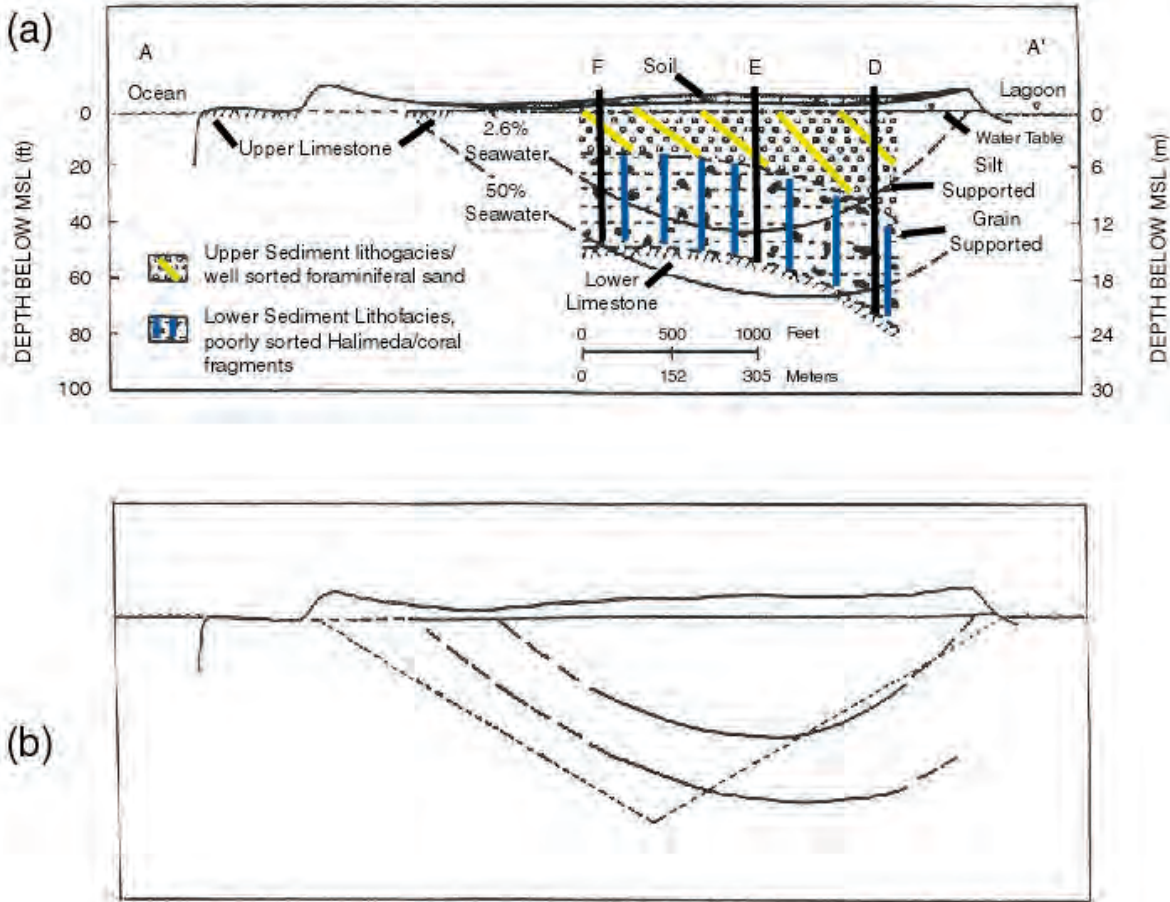 (a)
A
A'
F
Soil
E
D
Ocean
Lagoon
0
0
2.6%
Seawater
Upper Limestone
Water Table
20
6
Silt
Supported
50%
Seawater
40
12
Grain
Supported
60
18
Lower
Limestone
80
24
100
30
DEPTH BELOW MSL (ft)
DEPTH BELOW MSL (m)
Upper Sediment lithogacies/
well sorted foraminiferal sand
Lower Sediment Lithofacies,
poorly sorted Halimeda/coral
fragments
0 500 1000 Feet
0 152 305 Meters
(b)